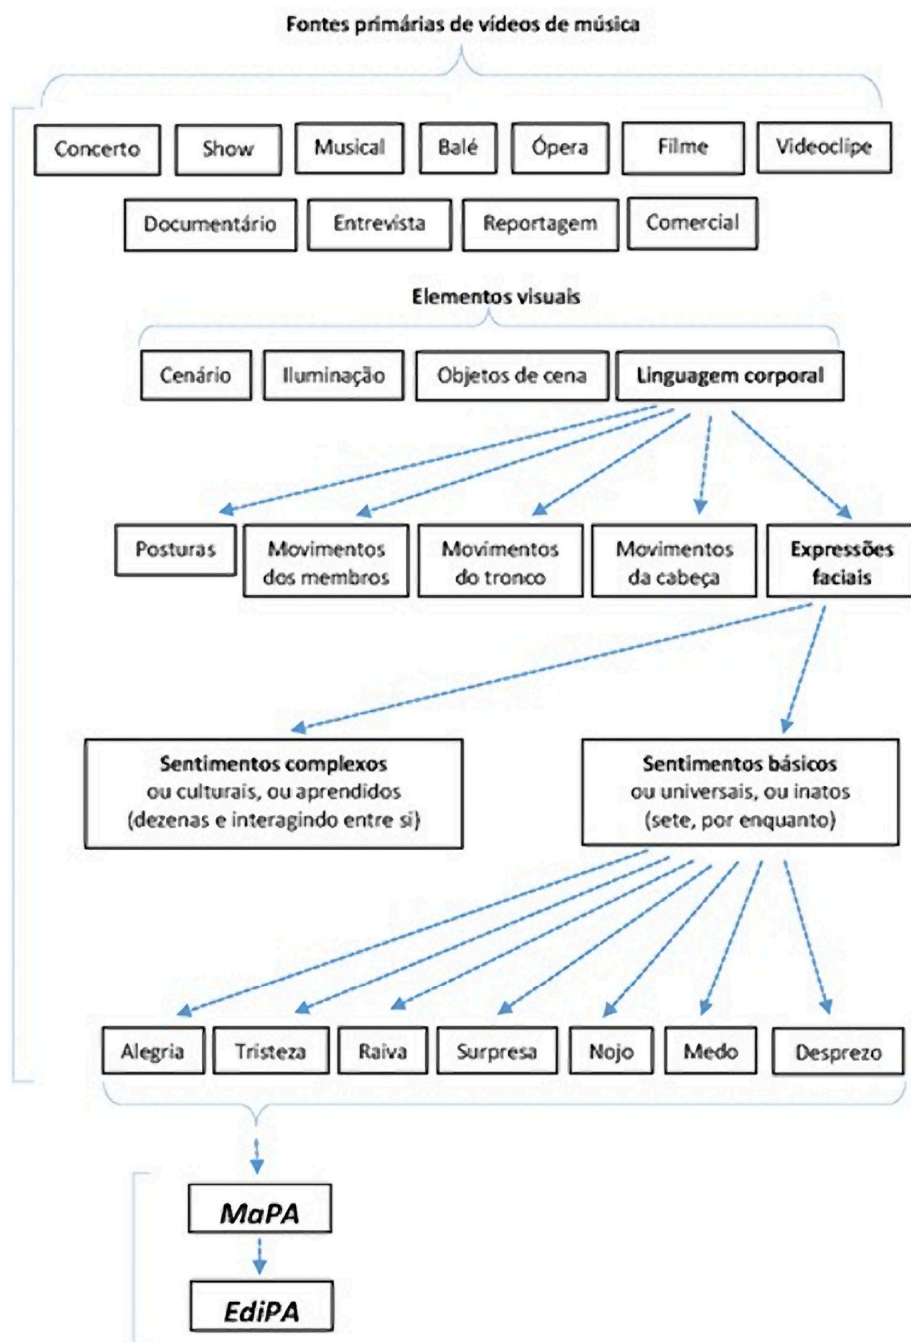 Fontes primárias de vídeos de música
Concerto
Show
Musical
Balé
Ópera
Filme
Videoclipe
Documentário
Entrevista
Reportagem
Comercial
Elementos visuais
Cenário
Iluminação
Objetos de cena
Linguagem corporal
Posturas
Movimentos
dos membros
Movimentos
do tronco
Movimentos
da cabeça
Expressões
faciais
Sentimentos complexos
ou culturais, ou aprendidos
(dezenas e interagindo entre si)
Sentimentos básicos
ou universais, ou inatos
(sete, por enquanto)
Alegria
Tristeza
Raiva
Surpresa
Nojo
Medo
Desprezo
MaPA
EdiPA